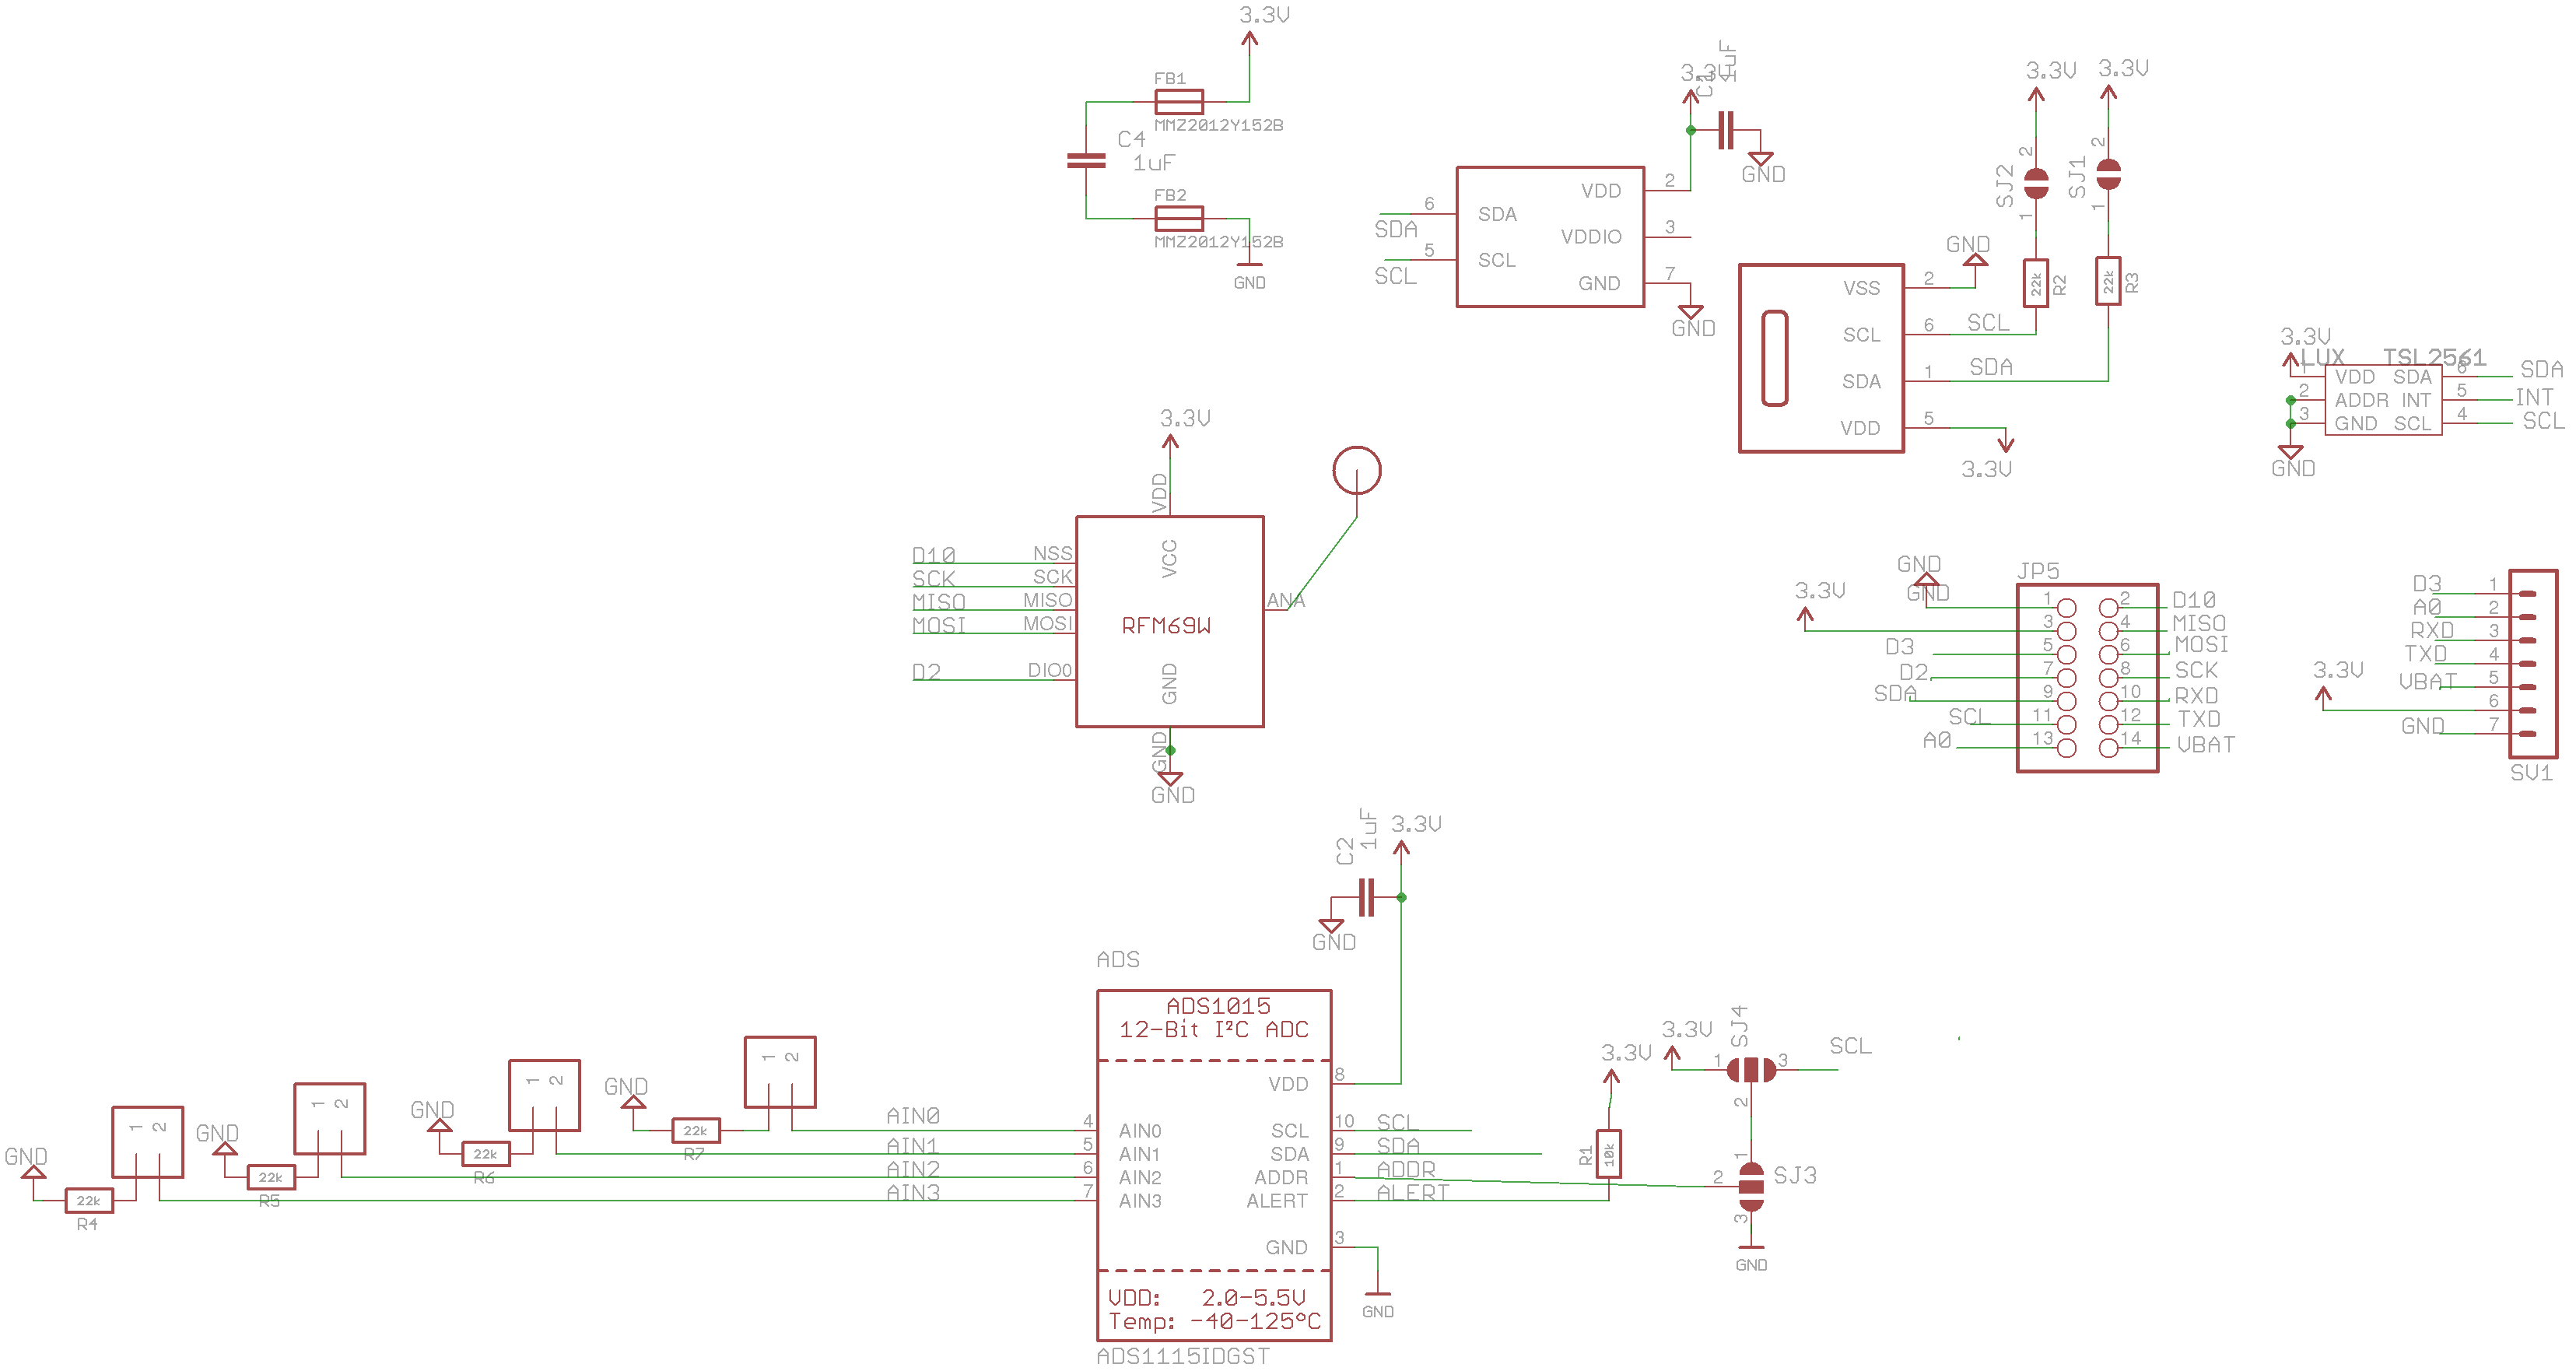 3.3V
FB1
MMZ2012Y152B
C4
1uF
FB2
MMZ2012Y152B
GND
3.3V
C1
1uF
GND
VDD 2
6 SDA
SDA
VDDIO 3
5 SCL
SCL
GND 7
GND
3.3V
3.3V
SJ2
2
1
SJ1
2
1
22k
R2
22k
R3
GND
VSS 2
SCL 6 SCL
SDA 1 SDA
VDD 5
3.3V
3.3V
LUX TSL2561
1 VDD SDA 6 SDA
2 ADDR INT 5 INT
3 GND SCL 4 SCL
GND
3.3V
VDD
VCC
D10 NSS
SCK SCK
MISO MISO
MOSI MOSI
D2 DIO0
RFM69W
ANA
GND
GND
GND
GND
GND
JP5
3.3V
1 2 D10
3 4 MISO
D3 5 6 MOSI
D2 7 8 SCK
SDA 9 10 RXD
SCL 11 12 TXD
A0 13 14 VBAT
D3 1
A0 2
RXD 3
TXD 4
VBAT 5
3.3V
6
GND 7
SV1
C2
1uF
3.3V
GND
ADS
ADS1015
12-Bit I²C ADC
VDD 8
4 AIN0 SCL 10 SCL
5 AIN1 SDA 9 SDA
6 AIN2 ADDR 1 ADDR
7 AIN3 ALERT 2 ALERT
GND 3
GND
VDD: 2.0-5.5V
Temp: -40-125°C
ADS1115IDGST
GND
22k
R4
1 2
GND
22k
R5
1 2
GND
22k
R6
1 2
GND
22k
R7
1 2
AIN0
AIN1
AIN2
AIN3
3.3V
R1
10k
3.3V
SJ4
1
3
SCL
2
1
2
SJ3
3
GND